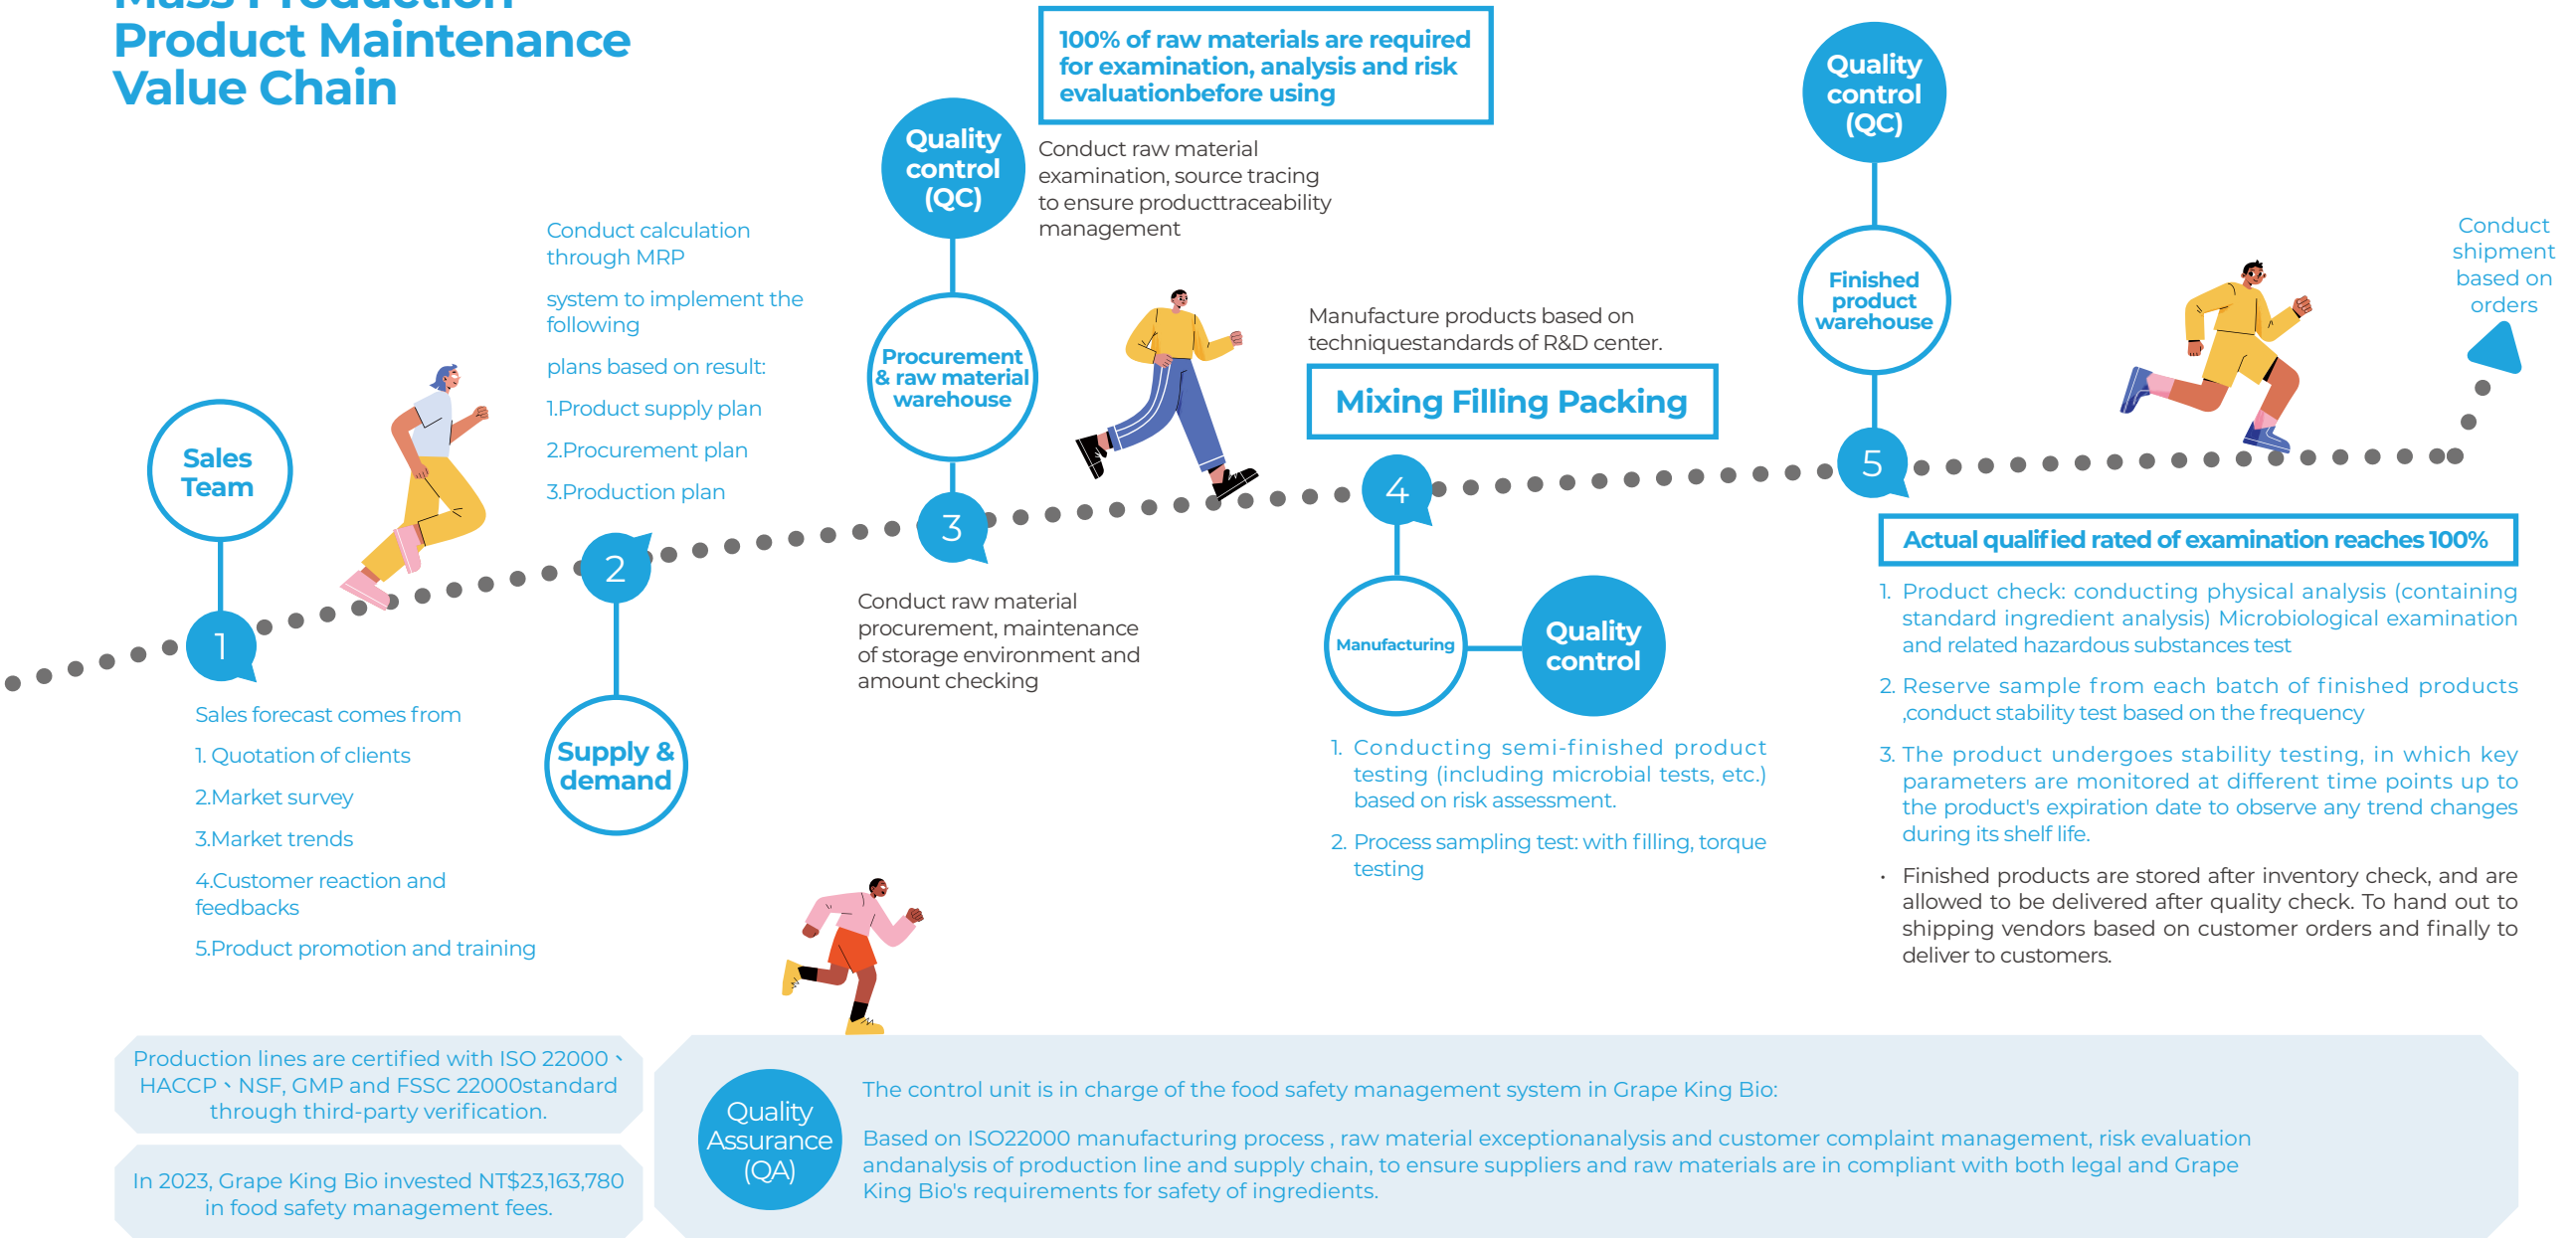 Mass Production
Product Maintenance
Value Chain
Sales
Team
1
Sales forecast comes from
1. Quotation of clients
2.Market survey
3.Market trends
4.Customer reaction and
feedbacks
5.Product promotion and training
Conduct calculation
through MRP
system to implement the
following
plans based on result:
1.Product supply plan
2.Procurement plan
3.Production plan
2
Supply &
demand
100% of raw materials are required
for examination, analysis and risk
evaluationbefore using
Quality
control
(QC)
Conduct raw material
examination, source tracing
to ensure producttraceability
management
Procurement
& raw material
warehouse
3
Conduct raw material
procurement, maintenance
of storage environment and
amount checking
Manufacture products based on
techniquestandards of R&D center.
Mixing Filling Packing
4
Manufacturing
Quality
control
1. Conducting semi-finished product
testing (including microbial tests, etc.)
based on risk assessment.
2. Process sampling test: with filling, torque
testing
Quality
control
(QC)
Finished
product
warehouse
5
Conduct
shipment
based on
orders
Actual qualified rated of examination reaches 100%
1. Product check: conducting physical analysis (containing
standard ingredient analysis) Microbiological examination
and related hazardous substances test
2. Reserve sample from each batch of finished products
,conduct stability test based on the frequency
3. The product undergoes stability testing, in which key
parameters are monitored at different time points up to
the product's expiration date to observe any trend changes
during its shelf life.
• Finished products are stored after inventory check, and are
allowed to be delivered after quality check. To hand out to
shipping vendors based on customer orders and finally to
deliver to customers.
Production lines are certified with ISO 22000、
HACCP、NSF, GMP and FSSC 22000standard
through third-party verification.
In 2023, Grape King Bio invested NT$23,163,780
in food safety management fees.
Quality
Assurance
(QA)
The control unit is in charge of the food safety management system in Grape King Bio:
Based on ISO22000 manufacturing process , raw material exceptionanalysis and customer complaint management, risk evaluation
andanalysis of production line and supply chain, to ensure suppliers and raw materials are in compliant with both legal and Grape
King Bio's requirements for safety of ingredients.